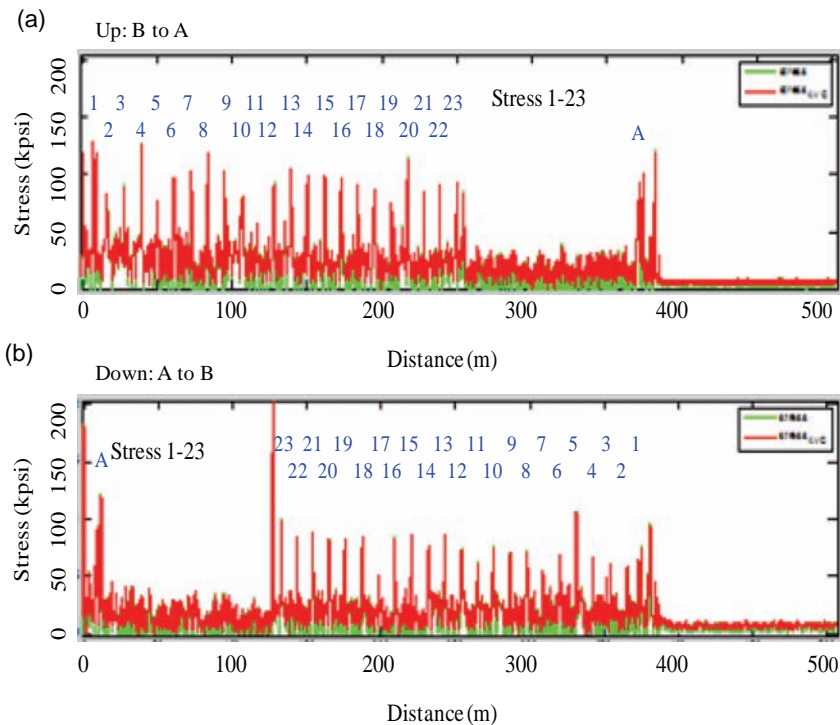 (a)
Up: B to A
200
150
100
50
0
Stress (kpsi)
1 3 5 7 9 11 13 15 17 19 21 23
2 4 6 8 10 12 14 16 18 20 22
Stress 1-23
A
0 100 200 300 400 500
Distance (m)
(b)
Down: A to B
200
150
100
50
0
Stress (kpsi)
A
Stress 1-23
23 21 19 17 15 13 11 9 7 5 3 1
22 20 18 16 14 12 10 8 6 4 2
0 100 200 300 400 500
Distance (m)